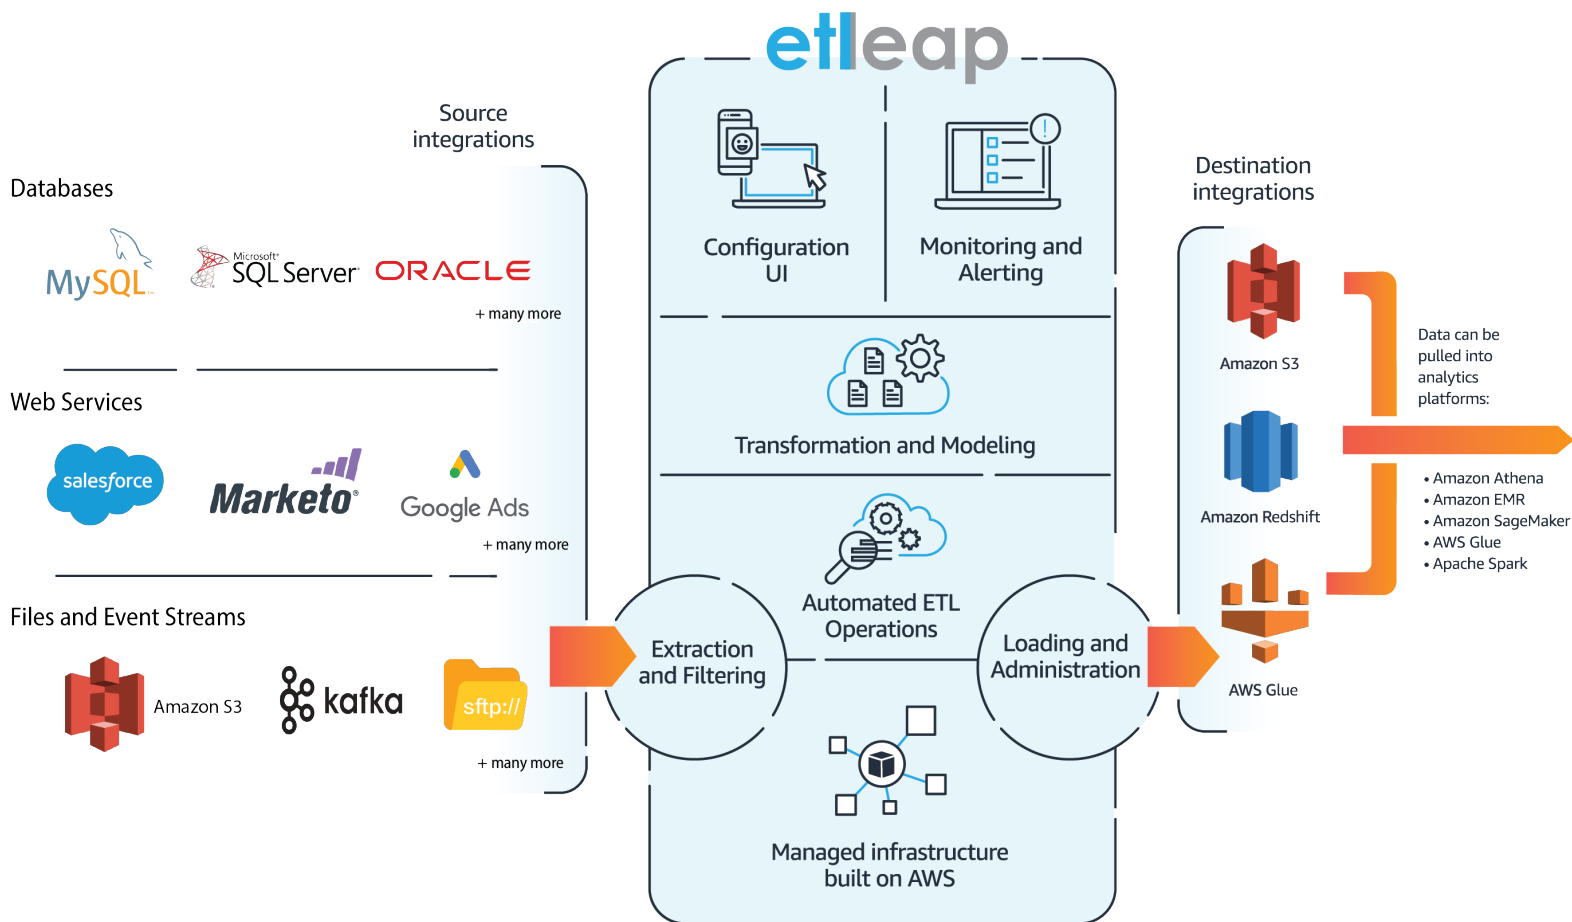 etleap
Source
integrations
Databases
MySQL™
Microsoft®
SQL Server®
ORACLE
+ many more
Web Services
salesforce
Marketo®
Google Ads
+ many more
Files and Event Streams
Amazon S3
kafka
sftp://
+ many more
Configuration
UI
Monitoring and
Alerting
!
Transformation and Modeling
Automated ETL
Operations
Extraction
and Filtering
Loading and
Administration
Managed infrastructure
built on AWS
Destination
integrations
Amazon S3
Amazon Redshift
AWS Glue
Data can be
pulled into
analytics
platforms:
• Amazon Athena
• Amazon EMR
• Amazon SageMaker
• AWS Glue
• Apache Spark